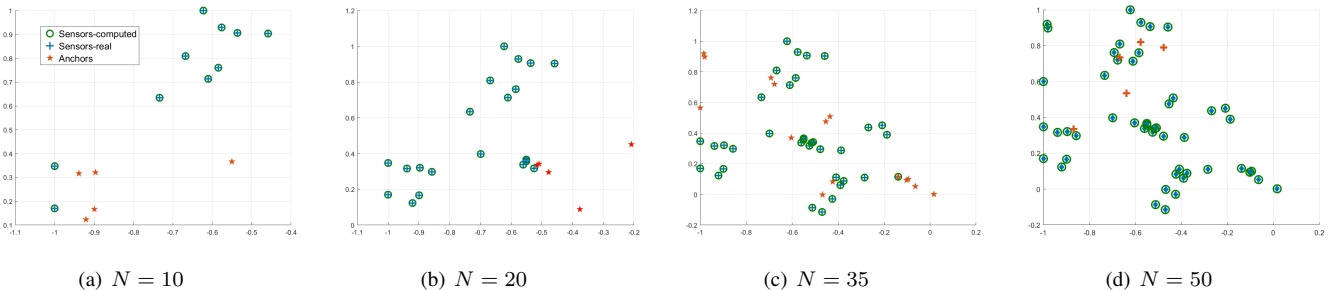 Sensors-computed
Sensors-real
Anchors
1
0.9
0.8
0.7
0.6
0.5
0.4
0.3
0.2
0.1
-1.1 -1 -0.9 -0.8 -0.7 -0.6 -0.5 -0.4
(a) N = 10
1.2
1
0.8
0.6
0.4
0.2
0
-1.1 -1 -0.9 -0.8 -0.7 -0.6 -0.5 -0.4 -0.3 -0.2
(b) N = 20
1.2
1
0.8
0.6
0.4
0.2
0
-0.2
-1 -0.8 -0.6 -0.4 -0.2 0 0.2
(c) N = 35
1
0.8
0.6
0.4
0.2
0
-0.2
-1 -0.8 -0.6 -0.4 -0.2 0 0.2
(d) N = 50